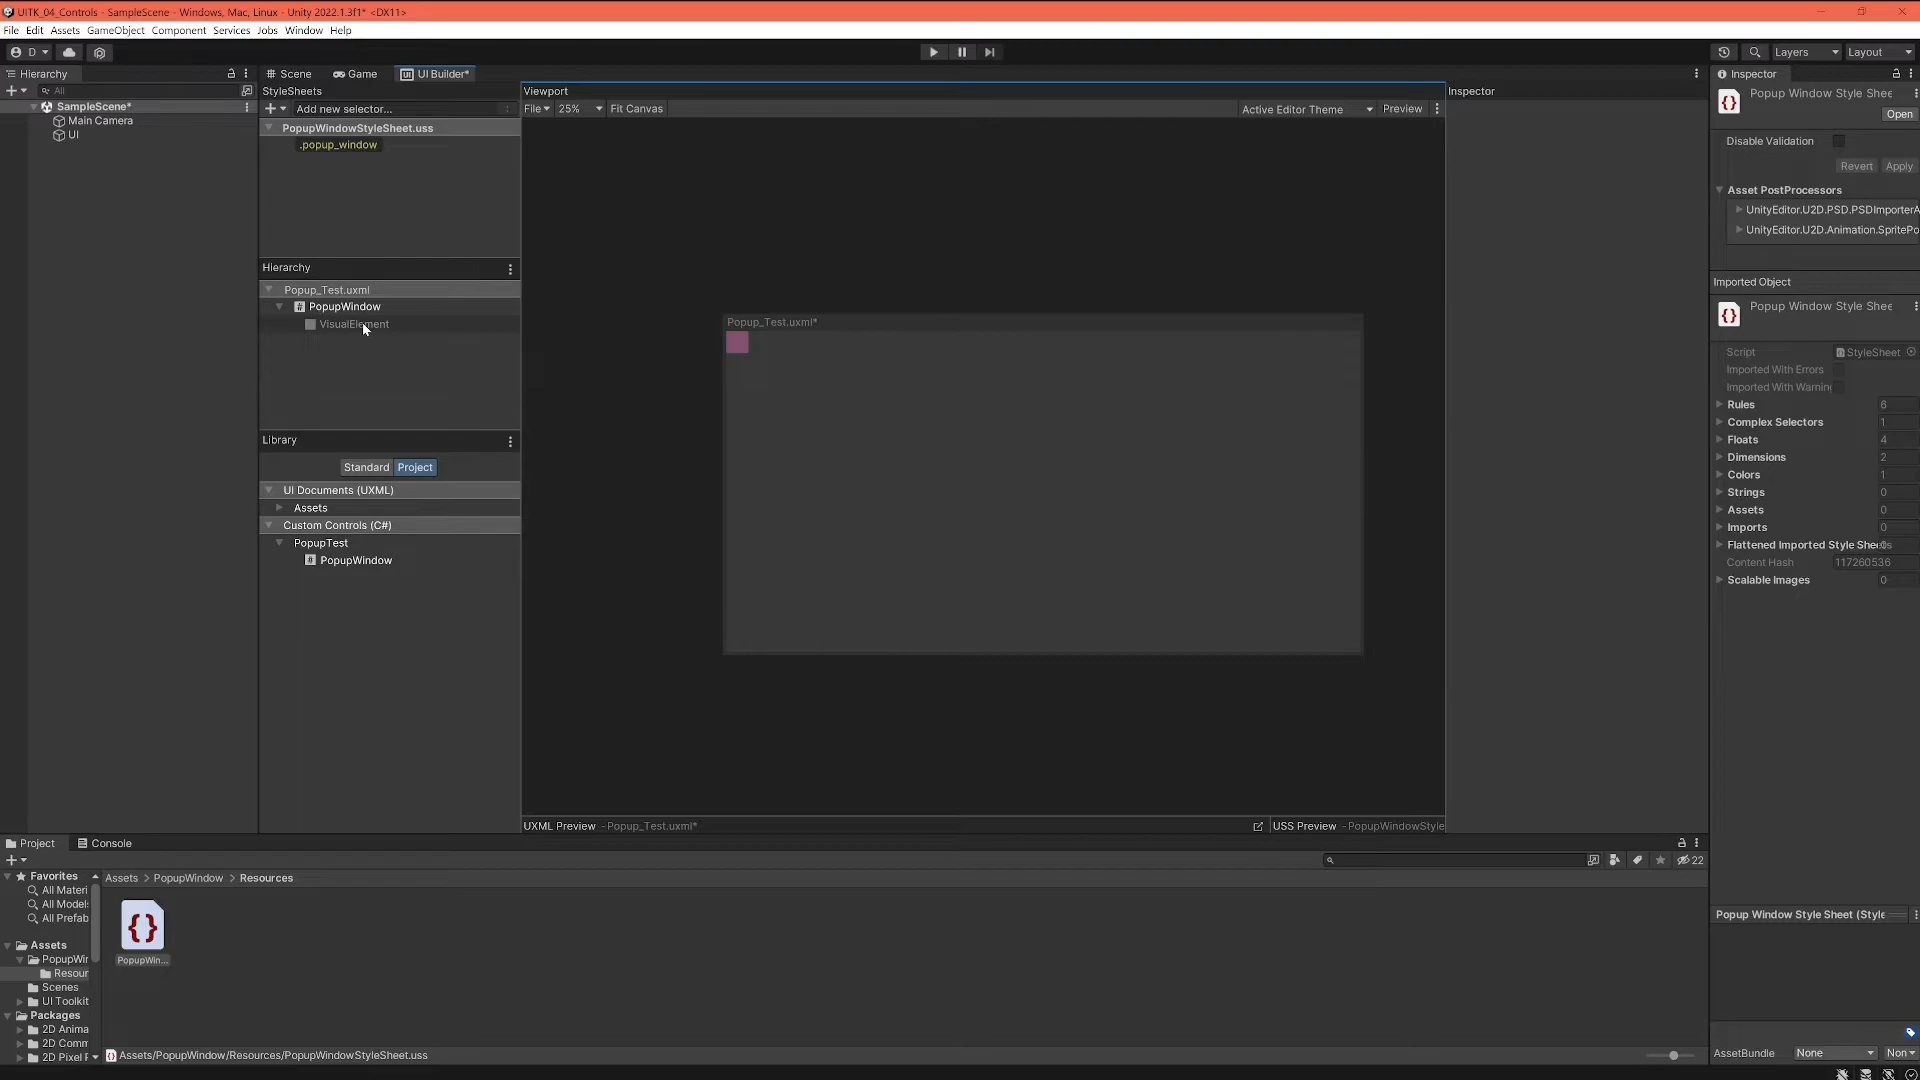 UITK_04_Controls - SampleScene - Windows, Mac, Linux - Unity 2022.1.3f1* <DX11>
File Edit Assets GameObject Component Services Jobs Window Help
D
Layers
Layout
Hierarchy
Scene
Game
UI Builder*
Inspector
All
SampleScene*
Main Camera
UI
StyleSheets
Add new selector...
PopupWindowStyleSheet.uss
.popup_window
Hierarchy
Popup_Test.uxml
PopupWindow
VisualElement
Library
Standard
Project
UI Documents (UXML)
Assets
Custom Controls (C#)
PopupTest
PopupWindow
Viewport
File
25%
Fit Canvas
Active Editor Theme
Preview
Popup_Test.uxml*
UXML Preview - Popup_Test.uxml*
USS Preview - PopupWindowStyle
Inspector
Popup Window Style Shee
Open
Disable Validation
Revert
Apply
Asset PostProcessors
UnityEditor.U2D.PSD.PSDImporterA
UnityEditor.U2D.Animation.SpritePo
Imported Object
Popup Window Style Shee
Script
StyleSheet
Imported With Errors
Imported With Warning
Rules 6
Complex Selectors 1
Floats 4
Dimensions 2
Colors 1
Strings 0
Assets 0
Imports 0
Flattened Imported Style Sheets
Content Hash 117260536
Scalable Images 0
Popup Window Style Sheet (Style
AssetBundle
None
Non
Project
Console
22
Favorites
All Materi
All Models
All Prefab
Assets
PopupWin
Resour
Scenes
UI Toolkit
Packages
2D Anima
2D Comm
2D Pixel F
Assets > PopupWindow > Resources
PopupWin...
Assets/PopupWindow/Resources/PopupWindowStyleSheet.uss